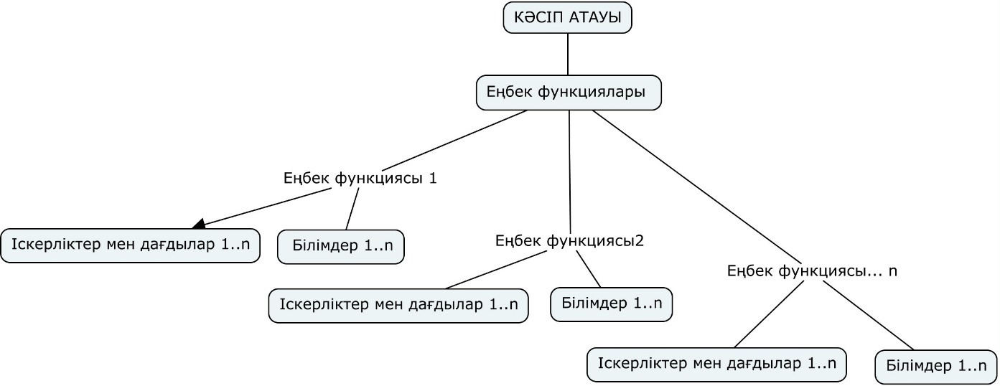 КӘСІП АТАУЫ
Еңбек функциялары
Еңбек функциясы 1
Іскерліктер мен дағдылар 1..n
Білімдер 1..n
Еңбек функциясы2
Іскерліктер мен дағдылар 1..n
Білімдер 1..n
Еңбек функциясы... n
Іскерліктер мен дағдылар 1..n
Білімдер 1..n